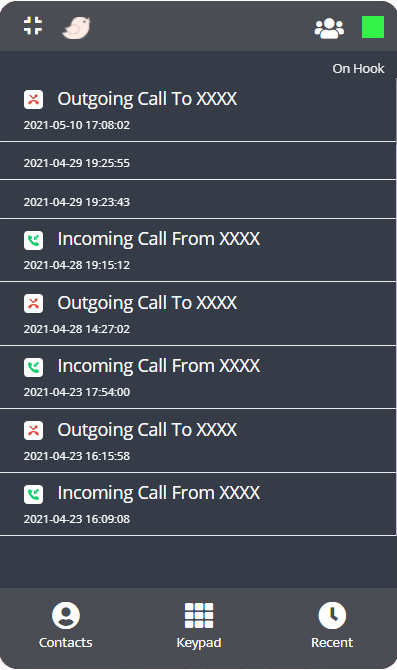 On Hook
Outgoing Call To XXXX
2021-05-10 17:08:02
2021-04-29 19:25:55
2021-04-29 19:23:43
Incoming Call From XXXX
2021-04-28 19:15:12
Outgoing Call To XXXX
2021-04-28 14:27:02
Incoming Call From XXXX
2021-04-23 17:54:00
Outgoing Call To XXXX
2021-04-23 16:15:58
Incoming Call From XXXX
2021-04-23 16:09:08
Contacts Keypad Recent